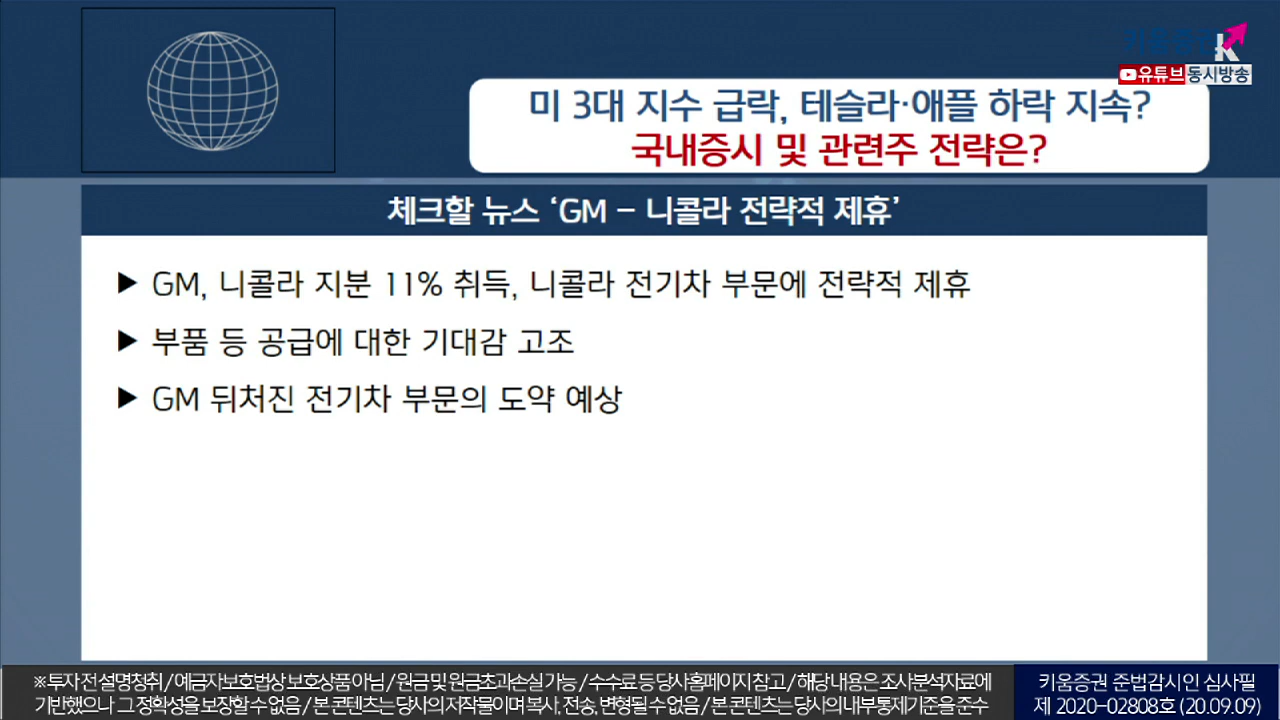 키움증권
유튜브 동시방송
미 3대 지수 급락, 테슬라·애플 하락 지속?
국내증시 및 관련주 전략은?
체크할 뉴스 ‘GM – 니콜라 전략적 제휴’
▶ GM, 니콜라 지분 11% 취득, 니콜라 전기차 부문에 전략적 제휴
▶ 부품 등 공급에 대한 기대감 고조
▶ GM 뒤처진 전기차 부문의 도약 예상
※ 투자 전 설명청취 / 예금자보호법상 보호상품 아님 / 원금 및 원금초과손실 가능 / 수수료 등 당사홈페이지 참고 / 해당 내용은 조사분석자료에
기반했으나 그 정확성을 보장할 수 없음 / 본 콘텐츠는 당사의 저작물이며 복사, 전송, 변형될 수 없음 / 본 콘텐츠는 당사의 내부통제기준을 준수
키움증권 준법감시인 심사필
제 2020-02808호 (20.09.09)